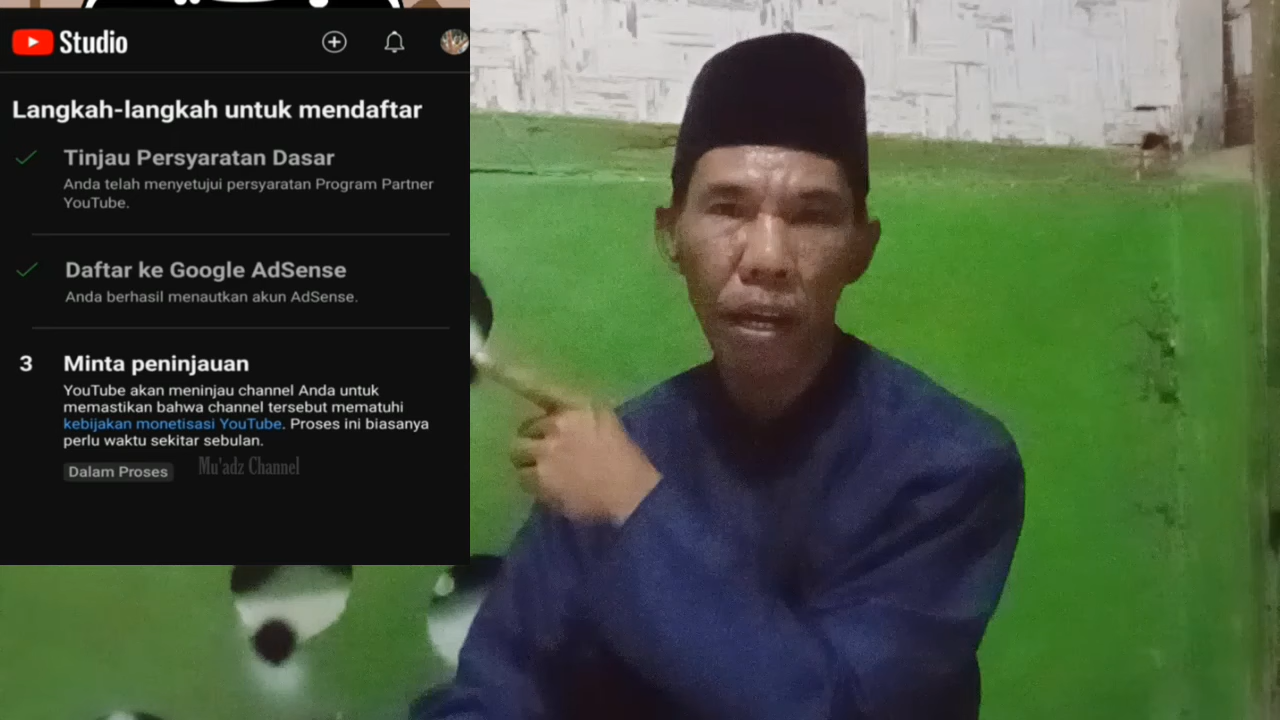 Studio
Langkah-langkah untuk mendaftar
Tinjau Persyaratan Dasar
Anda telah menyetujui persyaratan Program Partner
YouTube.
Daftar ke Google AdSense
Anda berhasil menautkan akun AdSense.
3 Minta peninjauan
YouTube akan meninjau channel Anda untuk
memastikan bahwa channel tersebut mematuhi
kebijakan monetisasi YouTube. Proses ini biasanya
perlu waktu sekitar sebulan.
Dalam Proses
Mu'adz Channel